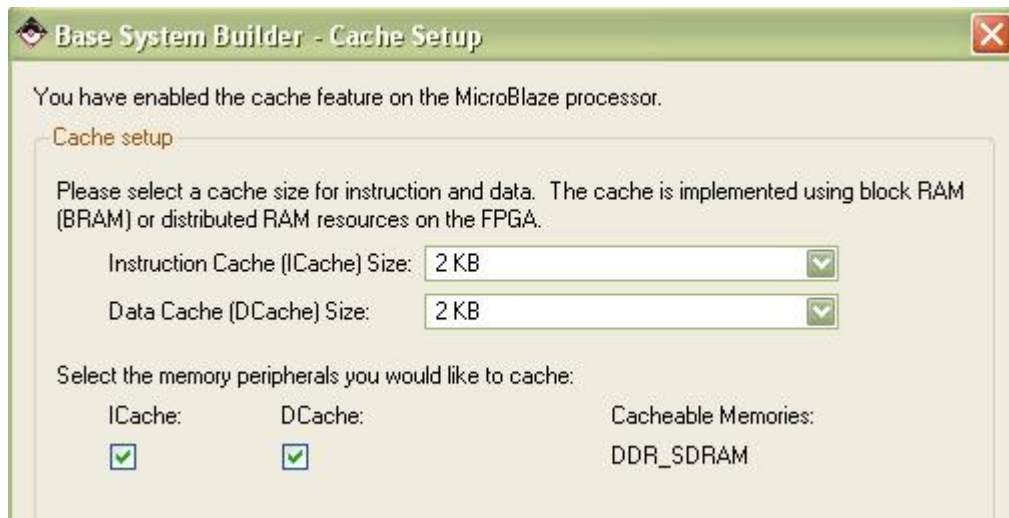 Base System Builder - Cache Setup
You have enabled the cache feature on the MicroBlaze processor.
Cache setup
Please select a cache size for instruction and data. The cache is implemented using block RAM
(BRAM) or distributed RAM resources on the FPGA.
Instruction Cache (ICache) Size: 2 KB
Data Cache (DCache) Size: 2 KB
Select the memory peripherals you would like to cache:
ICache: DCache: Cacheable Memories:
DDR_SDRAM